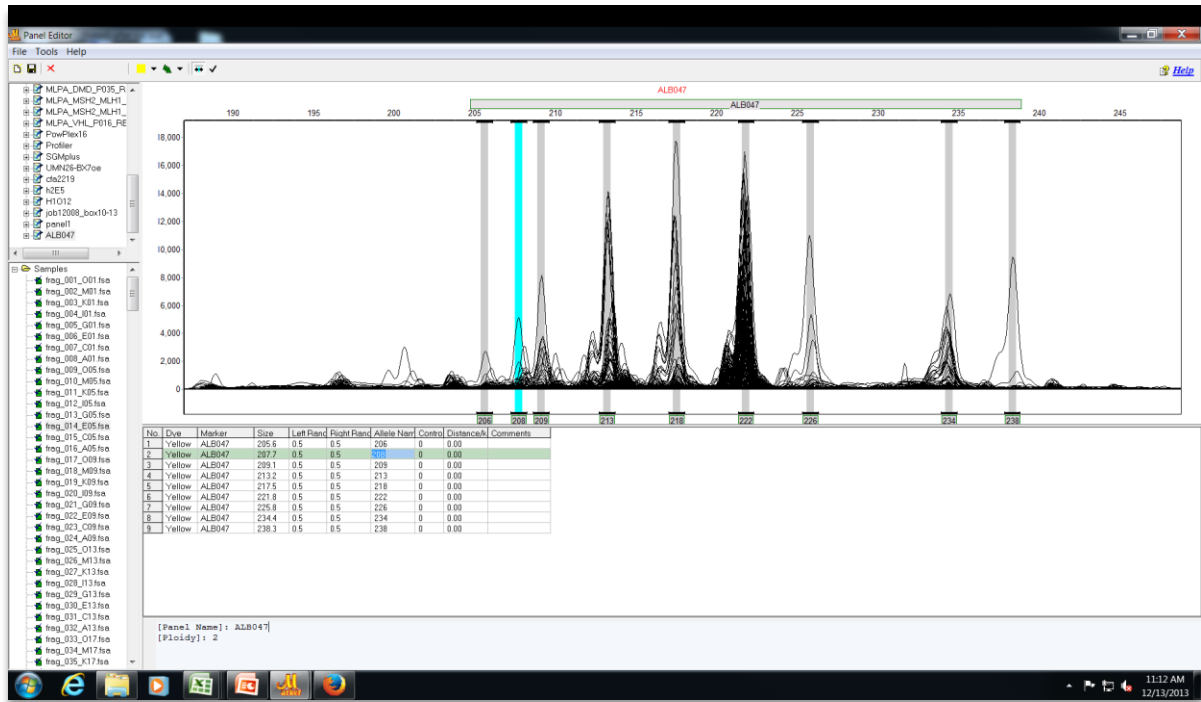 Panel Editor
File Tools Help
Help
MLPA_DMD_P035_R
MLPA_MSH2_MLH1_
MLPA_MSH2_MLH1_
MLPA_VHL_P016_RE
PowPlex16
Profiler
SGMplus
UMN26-BX7oe
cfa2219
h2E5
H1O12
job12008_box10-13
panel1
ALB047
Samples
frag_001_O01.fsa
frag_002_M01.fsa
frag_003_K01.fsa
frag_004_I01.fsa
frag_005_G01.fsa
frag_006_E01.fsa
frag_007_C01.fsa
frag_008_A01.fsa
frag_009_O05.fsa
frag_010_M05.fsa
frag_011_K05.fsa
frag_012_I05.fsa
frag_013_G05.fsa
frag_014_E05.fsa
frag_015_C05.fsa
frag_016_A05.fsa
frag_017_O09.fsa
frag_018_M09.fsa
frag_019_K09.fsa
frag_020_I09.fsa
frag_021_G09.fsa
frag_022_E09.fsa
frag_023_C09.fsa
frag_024_A09.fsa
frag_025_O13.fsa
frag_026_M13.fsa
frag_027_K13.fsa
frag_028_I13.fsa
frag_029_G13.fsa
frag_030_E13.fsa
frag_031_C13.fsa
frag_032_A13.fsa
frag_033_O17.fsa
frag_034_M17.fsa
frag_035_K17.fsa
ALB047
ALB047
190 195 200 205 210 215 220 225 230 235 240 245
18,000
16,000
14,000
12,000
10,000
8,000
6,000
4,000
2,000
0
206 208 209 213 218 222 226 234 238
No. Dye Marker Size Left Rang Right Rang Allele Nam Contro Distance/k Comments
1 Yellow ALB047 205.6 0.5 0.5 206 0 0.00
2 Yellow ALB047 207.7 0.5 0.5 208 0 0.00
3 Yellow ALB047 209.1 0.5 0.5 209 0 0.00
4 Yellow ALB047 213.2 0.5 0.5 213 0 0.00
5 Yellow ALB047 217.5 0.5 0.5 218 0 0.00
6 Yellow ALB047 221.8 0.5 0.5 222 0 0.00
7 Yellow ALB047 225.8 0.5 0.5 226 0 0.00
8 Yellow ALB047 234.4 0.5 0.5 234 0 0.00
9 Yellow ALB047 238.3 0.5 0.5 238 0 0.00
[Panel Name]: ALB047
[Ploidy]: 2
11:12 AM
12/13/2013